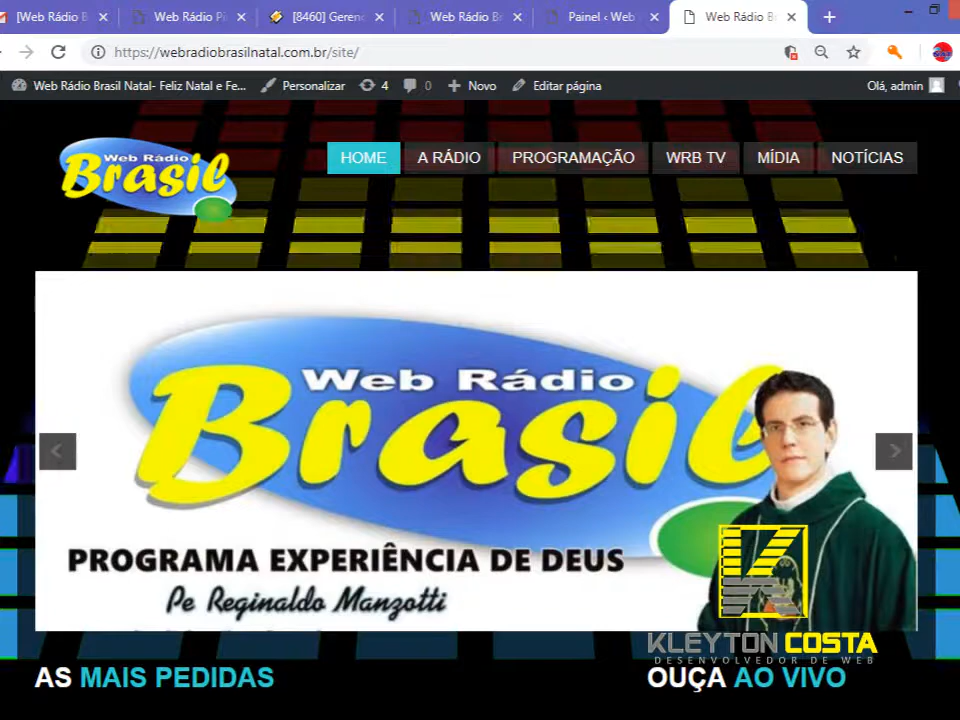 [Web Rádio B
Web Rádio Pi
[8460] Geren
Web Rádio Br
Painel ‹ Web
Web Rádio B
https://webradiobrasilnatal.com.br/site/
Web Rádio Brasil Natal- Feliz Natal e Fe...
Personalizar
4
0
Novo
Editar página
Olá, admin
Web Rádio
Brasil
HOME
A RÁDIO
PROGRAMAÇÃO
WRB TV
MÍDIA
NOTÍCIAS
Web Rádio
Brasil
PROGRAMA EXPERIÊNCIA DE DEUS
Pe Reginaldo Manzotti
KLEYTON COSTA
DESENVOLVEDOR DE WEB
AS MAIS PEDIDAS
OUÇA AO VIVO